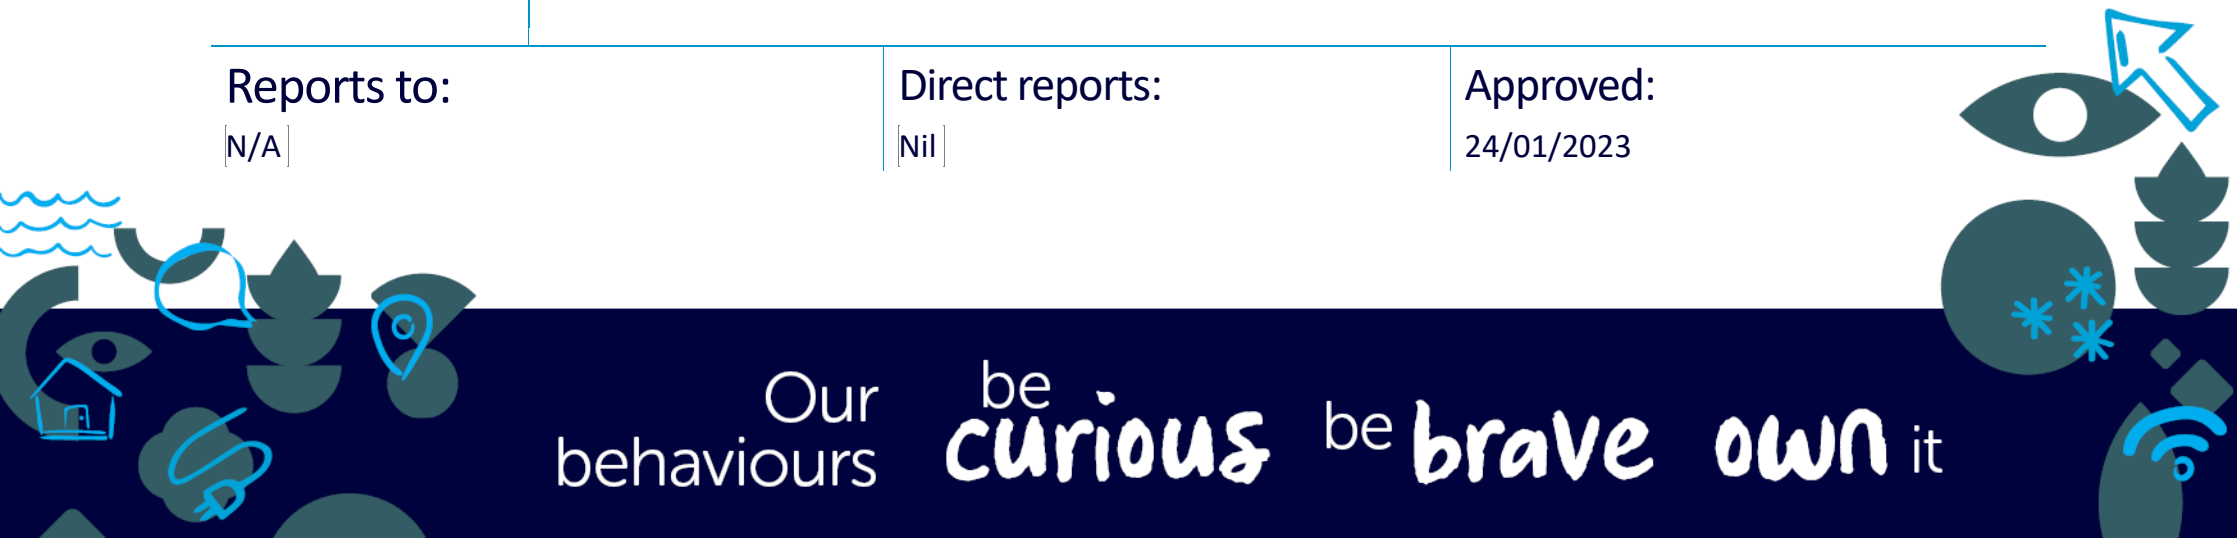 Reports to:
Direct reports:
Approved:
N/A
Nil
24/01/2023
Our behaviours
be curious
be brave
own it